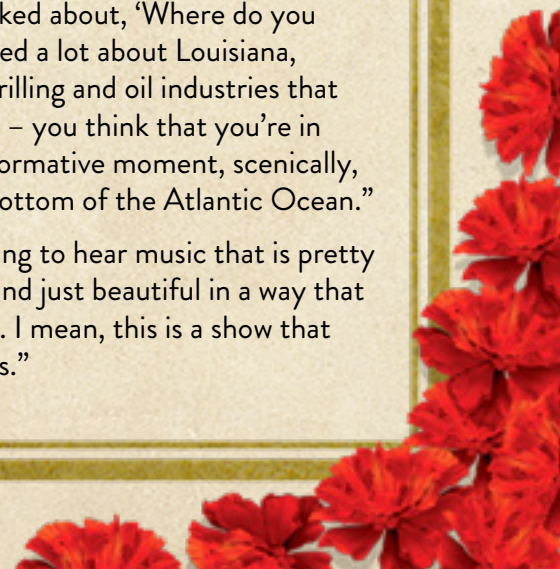 ked about, ‘Where do you
ed a lot about Louisiana,
rilling and oil industries that
– you think that you’re in
ormative moment, scenically,
ottom of the Atlantic Ocean.”
ng to hear music that is pretty
nd just beautiful in a way that
. I mean, this is a show that
s.”